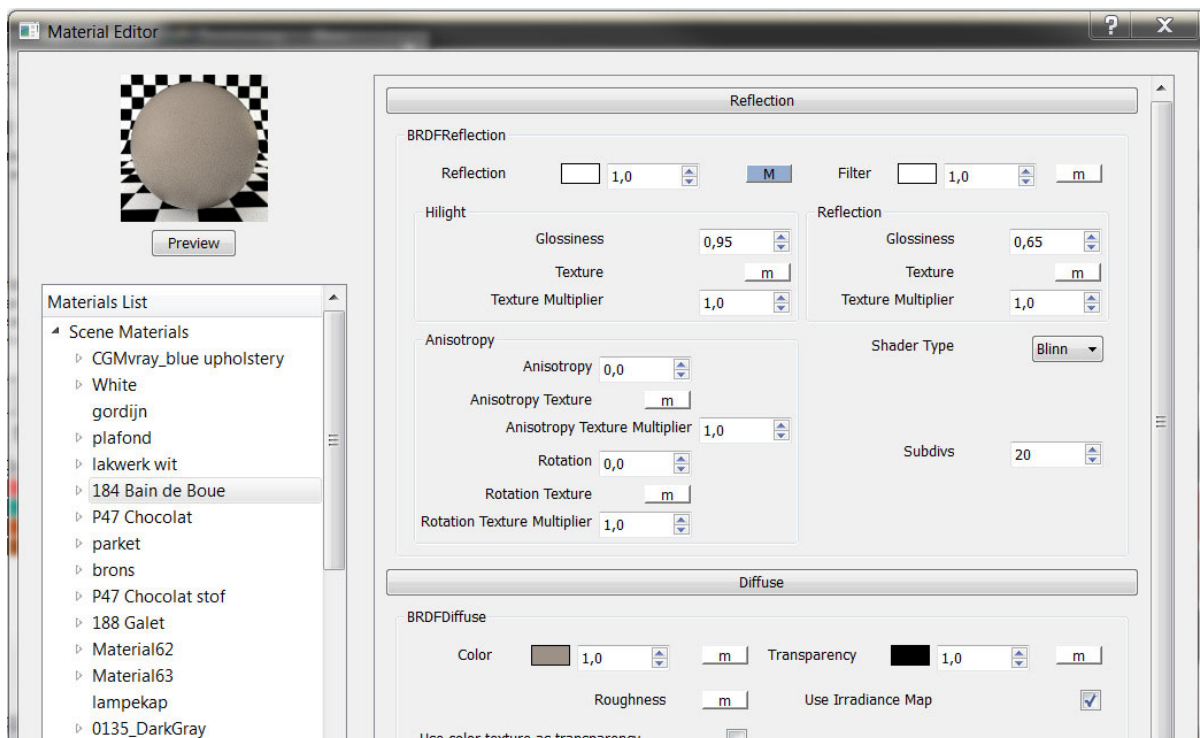 Material Editor
?
X
Preview
Materials List
Scene Materials
CGMvray_blue upholstery
White
gordijn
plafond
lakwerk wit
184 Bain de Boue
P47 Chocolat
parket
brons
P47 Chocolat stof
188 Galet
Material62
Material63
lampekap
0135_DarkGray
Reflection
BRDFReflection
Reflection 1,0 M Filter 1,0 m
Hilight
Glossiness 0,95
Texture m
Texture Multiplier 1,0
Reflection
Glossiness 0,65
Texture m
Texture Multiplier 1,0
Anisotropy
Anisotropy 0,0
Anisotropy Texture m
Anisotropy Texture Multiplier 1,0
Rotation 0,0
Rotation Texture m
Rotation Texture Multiplier 1,0
Shader Type Blinn
Subdivs 20
Diffuse
BRDFDiffuse
Color 1,0 m Transparency 1,0 m
Roughness m Use Irradiance Map
Use color texture as transparency